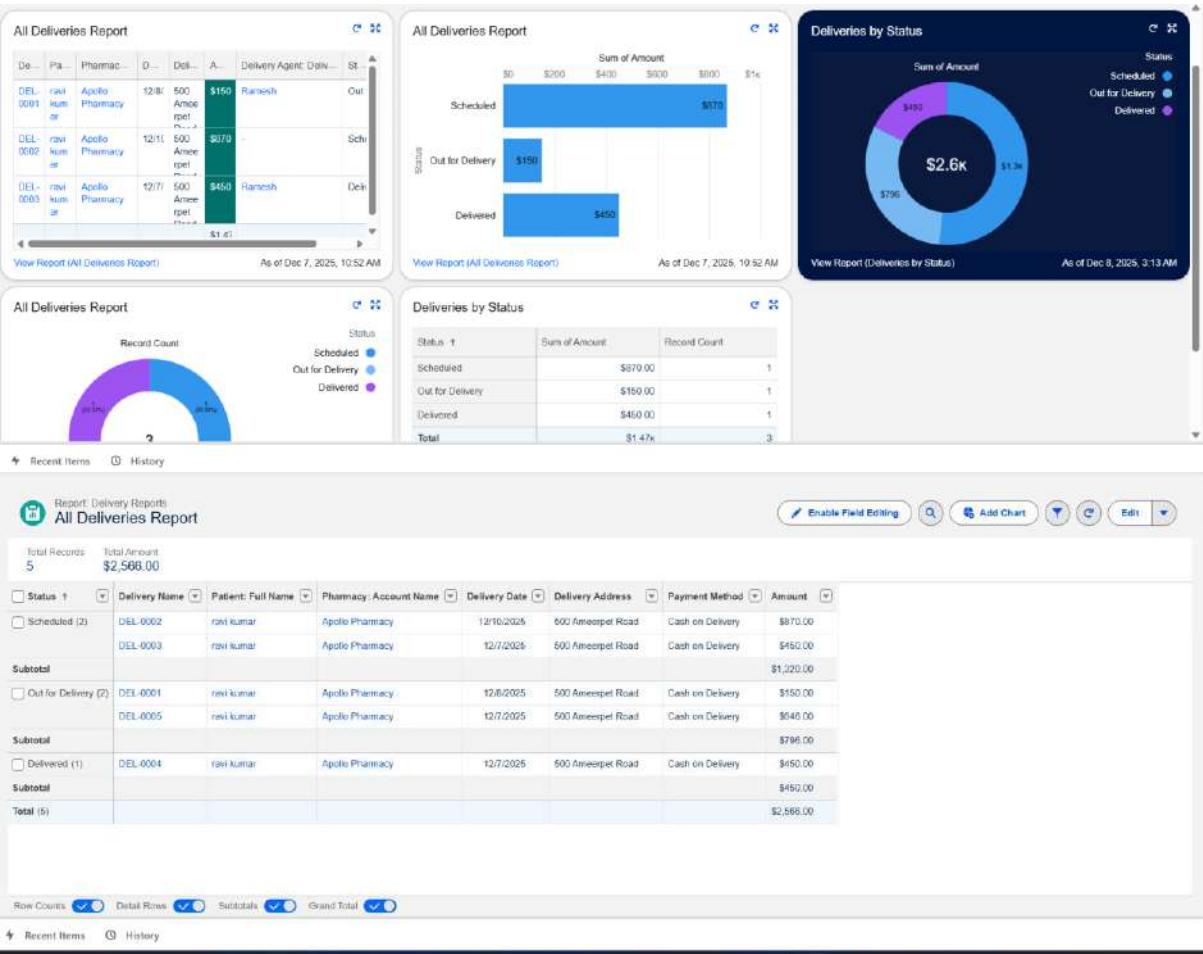 All Deliveries Report
De... Pa... Pharmac... D... Deli... A... Delivery Agent: Deliv... St...
DEL-0001 ravi kumar Apollo Pharmacy 12/8/ 500 Ameerpet $150 Ramesh Out
DEL-0002 ravi kumar Apollo Pharmacy 500 Ameerpet $870 - Sche
DEL-0003 ravi kumar Apollo Pharmacy 12/7/ 500 Ameerpet $450 Ramesh Deliv
View Report (All Deliveries Report) As of Dec 7, 2025, 10:52 AM
All Deliveries Report
Sum of Amount
$0 $200 $400 $600 $800 $1k
Status
Scheduled $870
Out for Delivery $150
Delivered $450
View Report (All Deliveries Report) As of Dec 7, 2025, 10:52 AM
Deliveries by Status
Status
Sum of Amount
Scheduled
Out for Delivery
Delivered
$450
$2.6K
$1.3k
$796
View Report (Deliveries by Status) As of Dec 8, 2025, 3:13 AM
All Deliveries Report
Record Count
Status
Scheduled
Out for Delivery
Delivered
3
Deliveries by Status
Status ↑ Sum of Amount Record Count
Scheduled $870.00 1
Out for Delivery $150.00 1
Delivered $450.00 1
Total $1.47k 3
Recent Items History
Report: Delivery Reports
All Deliveries Report
Enable Field Editing Add Chart Edit
Total Records Total Amount
5 $2,566.00
Status ↑ Delivery Name Patient: Full Name Pharmacy: Account Name Delivery Date Delivery Address Payment Method Amount
Scheduled (2) DEL-0002 ravi kumar Apollo Pharmacy 12/10/2025 500 Ameerpet Road Cash on Delivery $870.00
DEL-0003 ravi kumar Apollo Pharmacy 12/7/2025 500 Ameerpet Road Cash on Delivery $450.00
Subtotal $1,320.00
Out for Delivery (2) DEL-0001 ravi kumar Apollo Pharmacy 12/8/2025 500 Ameerpet Road Cash on Delivery $150.00
DEL-0005 ravi kumar Apollo Pharmacy 12/7/2025 500 Ameerpet Road Cash on Delivery $646.00
Subtotal $796.00
Delivered (1) DEL-0004 ravi kumar Apollo Pharmacy 12/7/2025 500 Ameerpet Road Cash on Delivery $450.00
Subtotal $450.00
Total (5) $2,566.00
Row Counts Detail Rows Subtotals Grand Total
Recent Items History